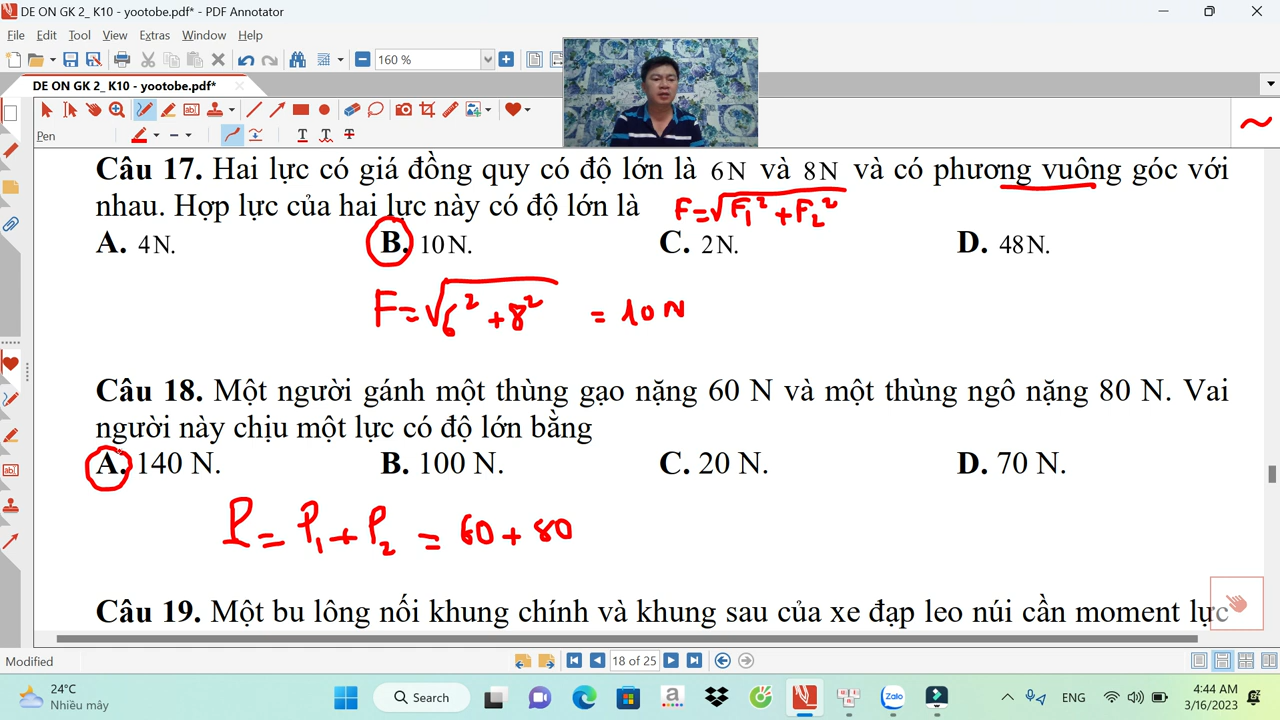 DE ON GK 2_ K10 - yootobe.pdf* - PDF Annotator
File Edit Tool View Extras Window Help
160 %
DE ON GK 2_ K10 - yootobe.pdf*
Pen
Câu 17. Hai lực có giá đồng quy có độ lớn là 6N và 8N và có phương vuông góc với
nhau. Hợp lực của hai lực này có độ lớn là F=√F₁² + F₂²
A. 4N. B. 10N. C. 2N. D. 48N.
F=√6² + 8² = 10N
Câu 18. Một người gánh một thùng gạo nặng 60 N và một thùng ngô nặng 80 N. Vai
người này chịu một lực có độ lớn bằng
A. 140 N. B. 100 N. C. 20 N. D. 70 N.
P = P₁ + P₂ = 60 + 80
Câu 19. Một bu lông nối khung chính và khung sau của xe đạp leo núi cần moment lực
Modified
18 of 25
24°C
Nhiều mây
Search
Zalo
ENG
4:44 AM
3/16/2023